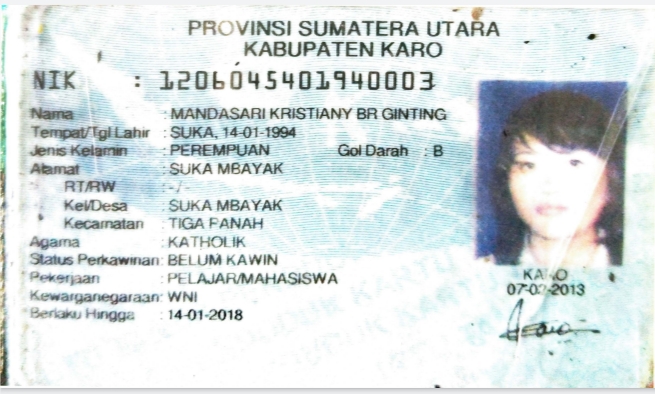 PROVINSI SUMATERA UTARA
KABUPATEN KARO
NIK : 1206045401940003
Nama : MANDASARI KRISTIANY BR GINTING
Tempat/Tgl Lahir : SUKA, 14-01-1994
Jenis Kelamin : PEREMPUAN Gol Darah : B
Alamat : SUKA MBAYAK
RT/RW : -/-
Kel/Desa : SUKA MBAYAK
Kecamatan : TIGA PANAH
Agama : KATHOLIK
Status Perkawinan: BELUM KAWIN
Pekerjaan : PELAJAR/MAHASISWA
Kewarganegaraan: WNI
Berlaku Hingga : 14-01-2018
KARO
07-02-2013